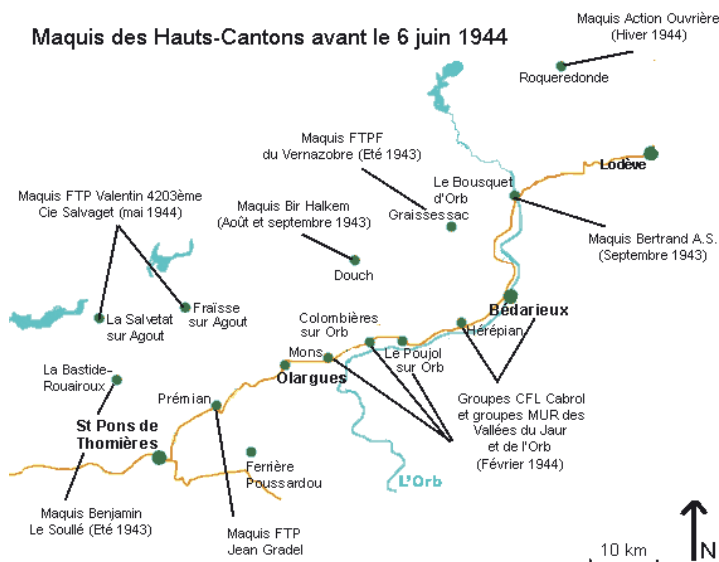 Maquis des Hauts-Cantons avant le 6 juin 1944
Maquis Action Ouvrière
(Hiver 1944)
Roqueredonde
Maquis FTPF
du Vernazobre (Eté 1943)
Lodève
Le Bousquet
d'Orb
Graissessac
Maquis FTP Valentin 4203ème
Cie Salvaget (mai 1944)
Maquis Bir Halkem
(Août et septembre 1943)
Maquis Bertrand A.S.
(Septembre 1943)
Douch
Bédarieux
Fraïsse
sur Agout
La Salvetat
sur Agout
Colombières
sur Orb
Hérépian
Mons
Le Poujol
sur Orb
Olargues
La Bastide-
Rouairoux
Prémian
Groupes CFL Cabrol
et groupes MUR des
Vallées du Jaur
et de l'Orb
(Février 1944)
St Pons de
Thomières
Ferrière
Poussardou
L'Orb
Maquis Benjamin
Le Soullé (Eté 1943)
Maquis FTP
Jean Gradel
10 km
N